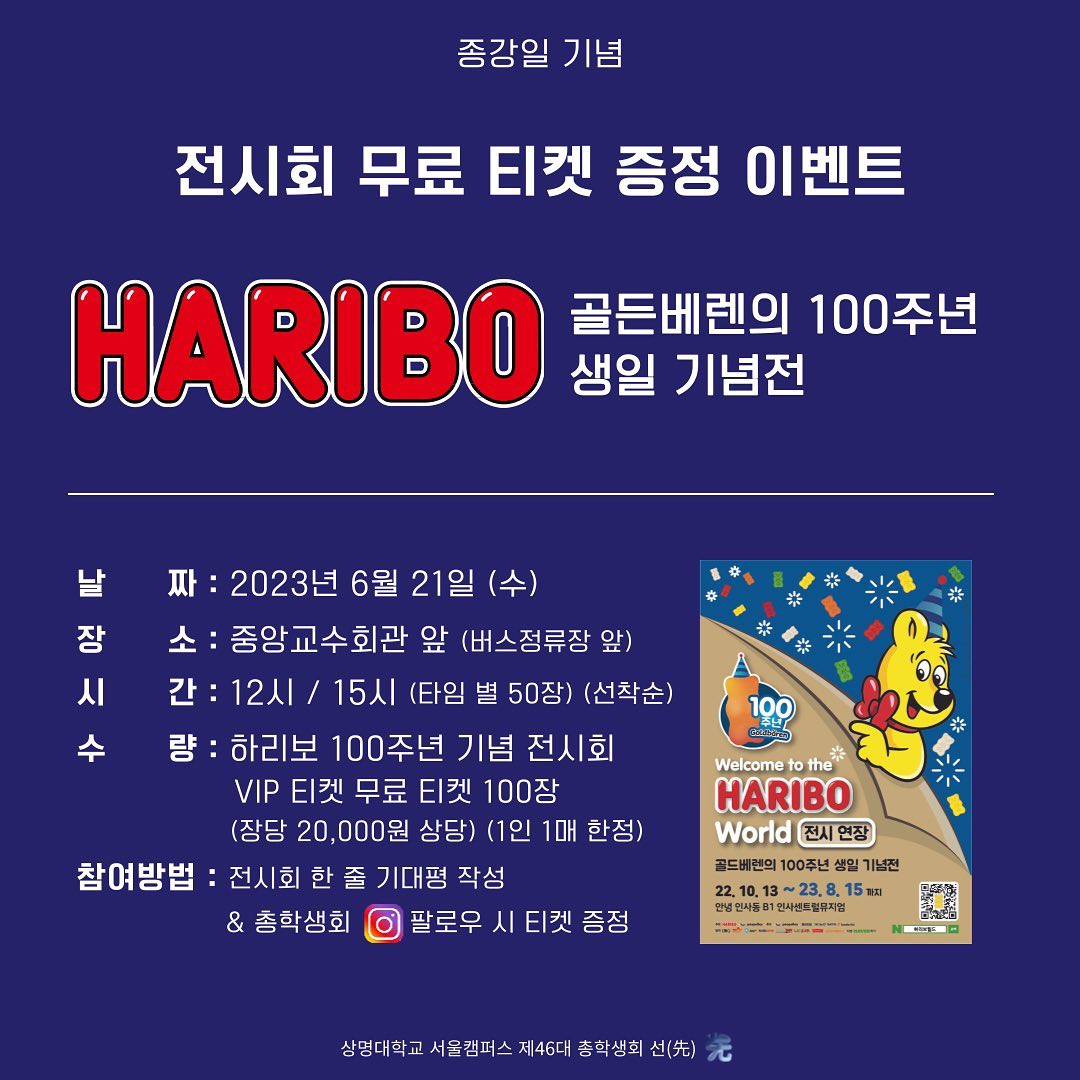 종강일 기념
전시회 무료 티켓 증정 이벤트
HARIBO
골든베렌의 100주년
생일 기념전
날 짜 : 2023년 6월 21일 (수)
장 소 : 중앙교수회관 앞 (버스정류장 앞)
시 간 : 12시 / 15시 (타임 별 50장) (선착순)
수 량 : 하리보 100주년 기념 전시회
VIP 티켓 무료 티켓 100장
(장당 20,000원 상당) (1인 1매 한정)
참여방법 : 전시회 한 줄 기대평 작성
& 총학생회 팔로우 시 티켓 증정
100
주년
Goldbären
Welcome to the
HARIBO
World 전시 연장
골드베렌의 100주년 생일 기념전
22. 10. 13 ~ 23. 8. 15 까지
안녕 인사동 B1 인사센트럴뮤지엄
N 하리보월드
상명대학교 서울캠퍼스 제46대 총학생회 선(先) 先